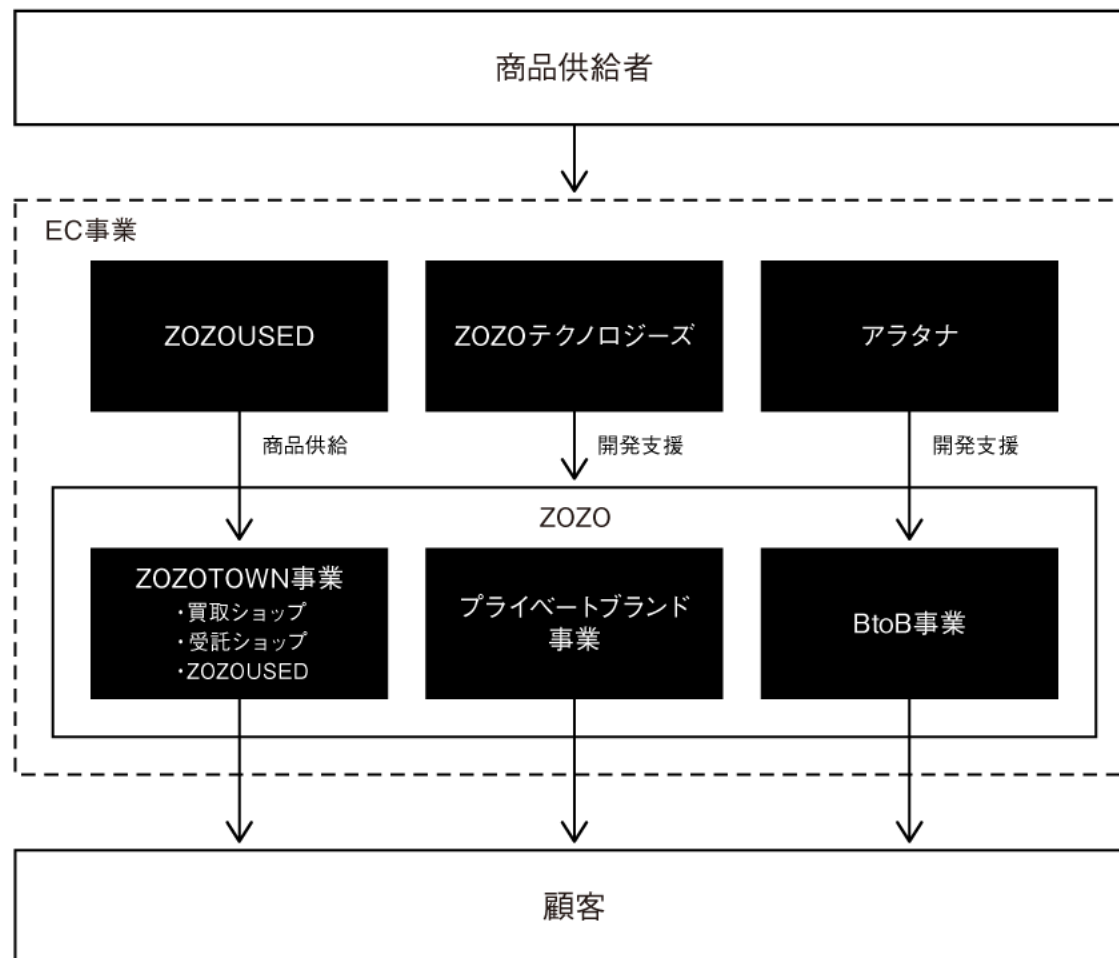 商品供給者
EC事業
ZOZOUSED
ZOZOテクノロジーズ
アラタナ
商品供給
開発支援
開発支援
ZOZO
ZOZOTOWN事業
・買取ショップ
・受託ショップ
・ZOZOUSED
プライベートブランド
事業
BtoB事業
顧客